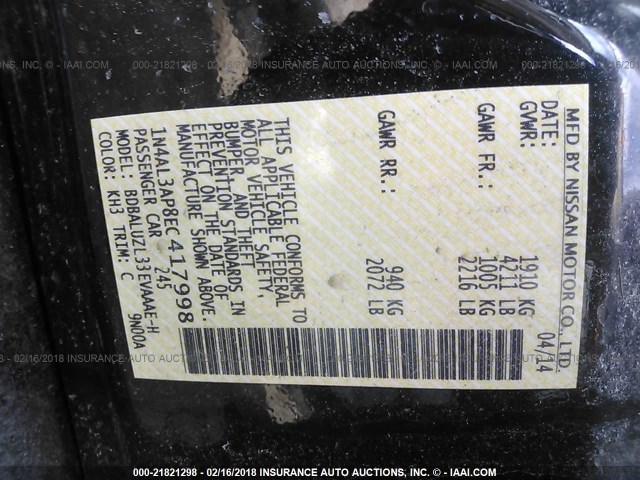 MFD BY NISSAN MOTOR CO., LTD.
DATE: 04/14
GVWR: 1910 KG
4211 LB
GAWR FR.: 1005 KG
2216 LB
GAWR RR.: 940 KG
2072 LB
THIS VEHICLE CONFORMS TO
ALL APPLICABLE FEDERAL
MOTOR VEHICLE SAFETY,
BUMPER, AND THEFT
PREVENTION STANDARDS IN
EFFECT ON THE DATE OF
MANUFACTURE SHOWN ABOVE.
1N4AL3AP8EC417998
PASSENGER CAR 245
MODEL: BDBALUZL33EVAAAE-H
COLOR: KH3 TRIM: C 9N00A
000-21821298 - 02/16/2018 INSURANCE AUTO AUCTIONS, INC. © - IAAI.COM